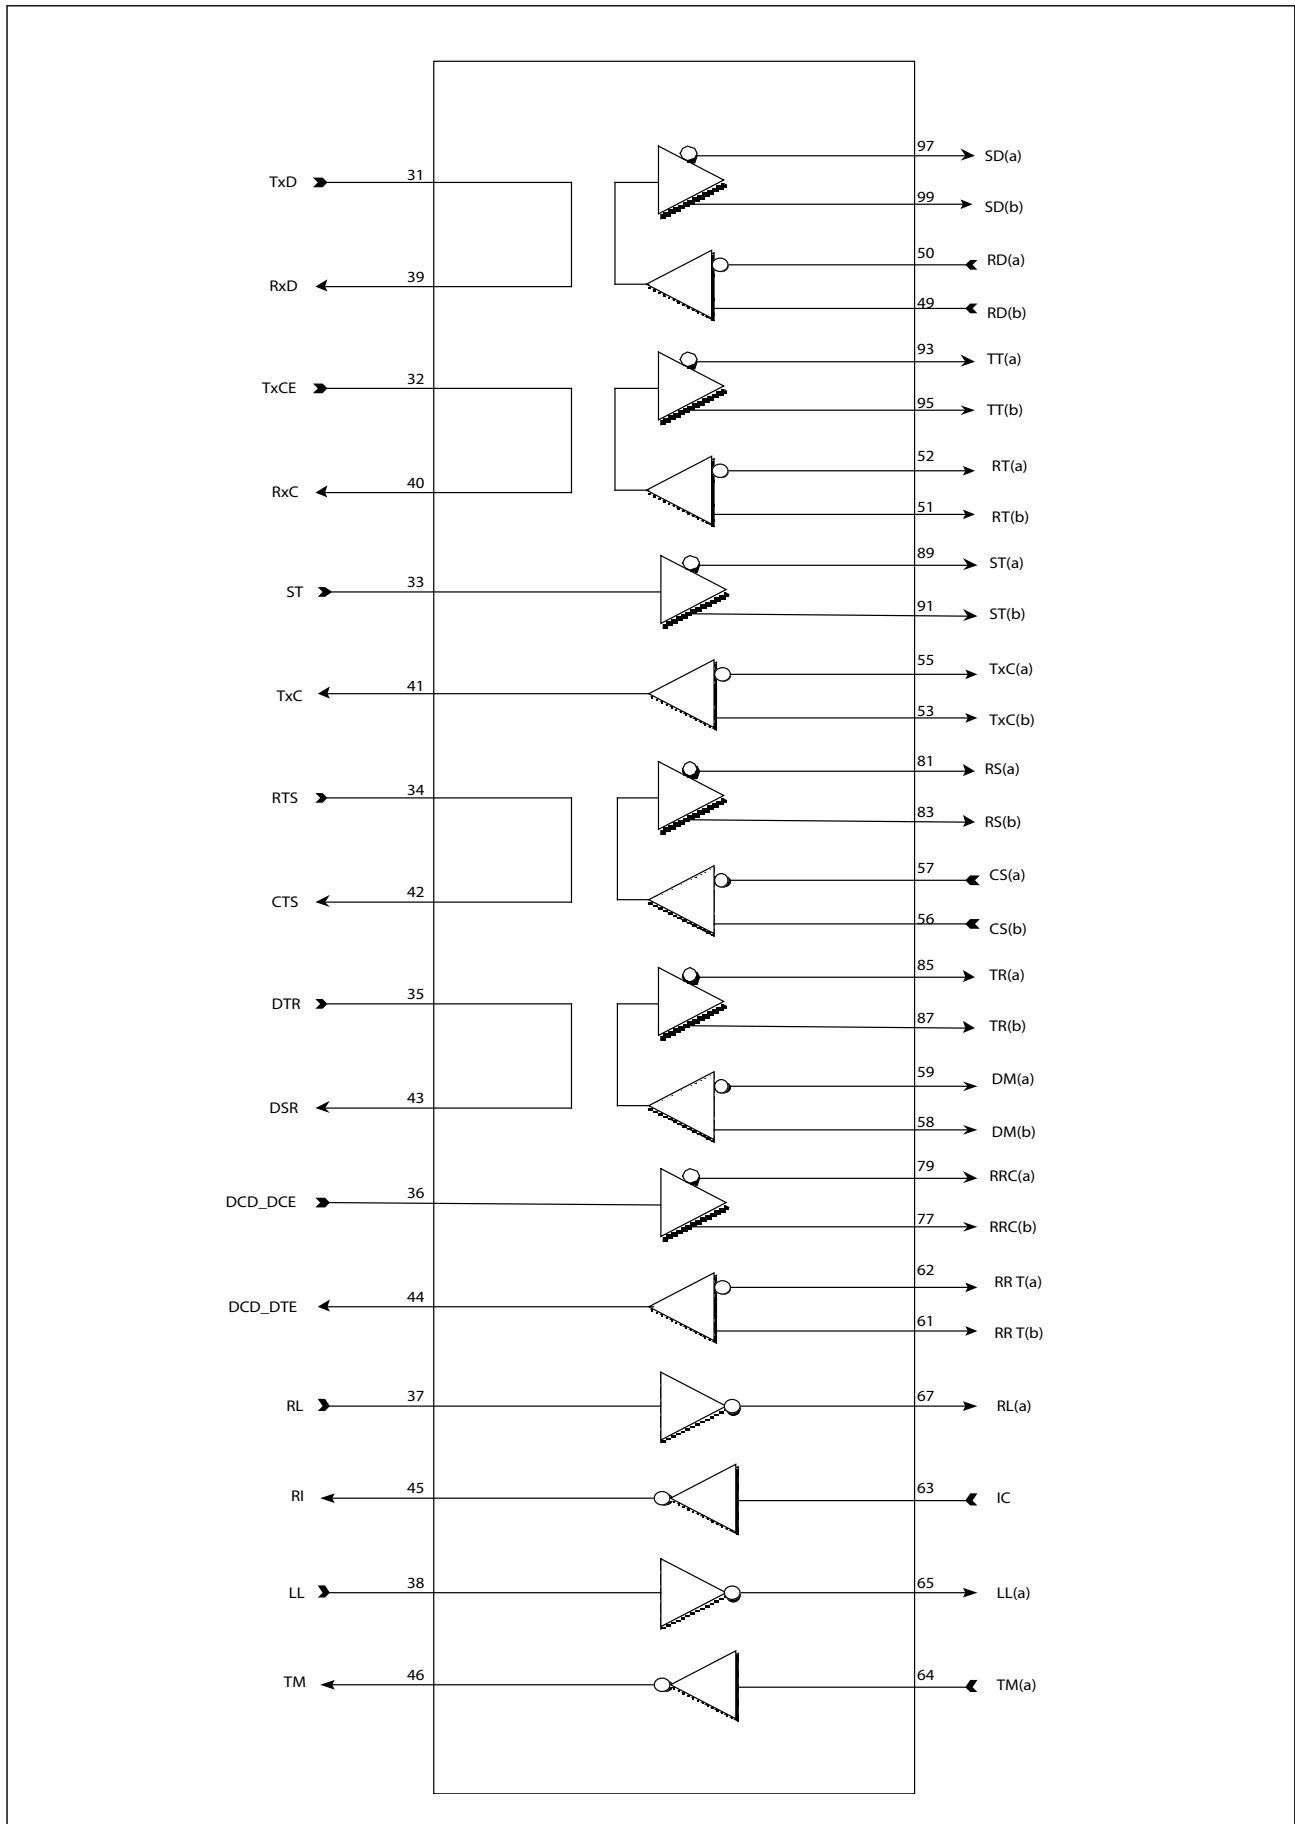 97 SD(a)
TxD 31
99 SD(b)
50 RD(a)
RxD 39
49 RD(b)
93 TT(a)
TxCE 32
95 TT(b)
52 RT(a)
RxC 40
51 RT(b)
89 ST(a)
ST 33
91 ST(b)
55 TxC(a)
TxC 41
53 TxC(b)
81 RS(a)
RTS 34
83 RS(b)
57 CS(a)
CTS 42
56 CS(b)
85 TR(a)
DTR 35
87 TR(b)
59 DM(a)
DSR 43
58 DM(b)
79 RRC(a)
DCD_DCE 36
77 RRC(b)
62 RR T(a)
DCD_DTE 44
61 RR T(b)
RL 37 67 RL(a)
RI 45 63 IC
LL 38 65 LL(a)
TM 46 64 TM(a)